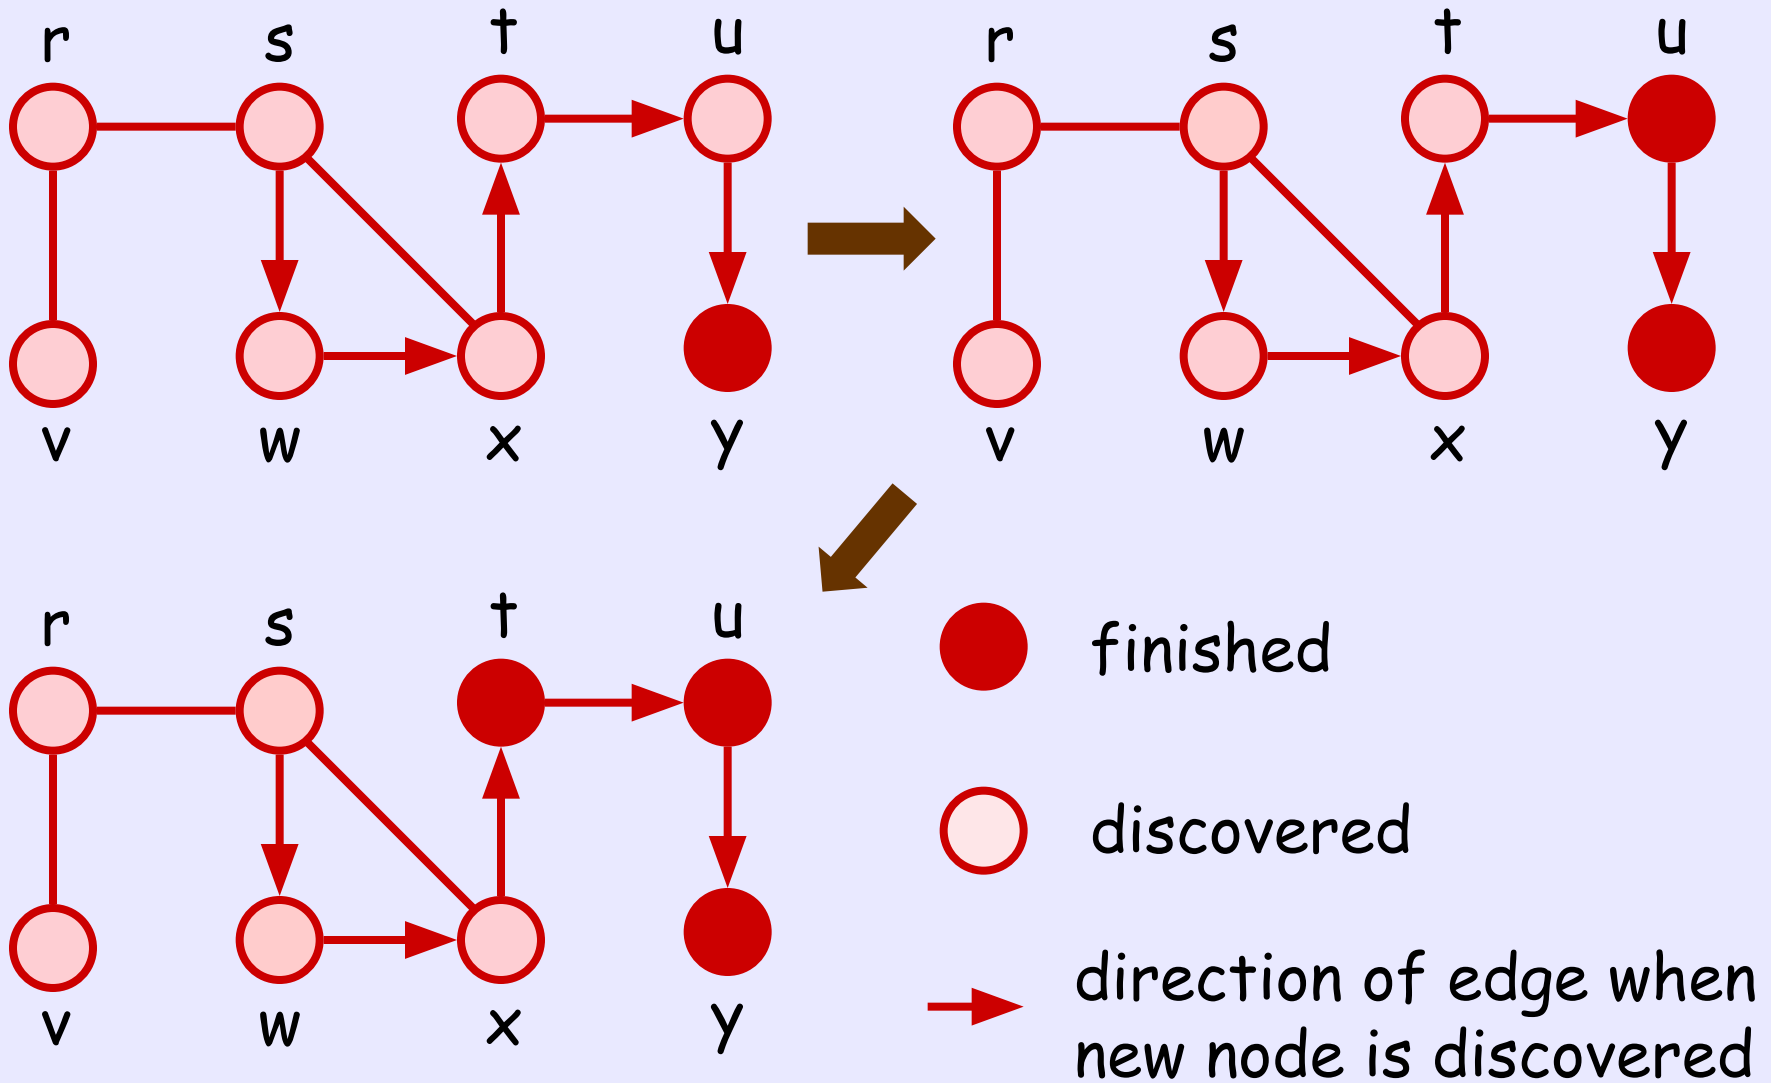 r s t u
v w x y
r s t u
v w x y
r s t u
v w x y
finished
discovered
direction of edge when
new node is discovered